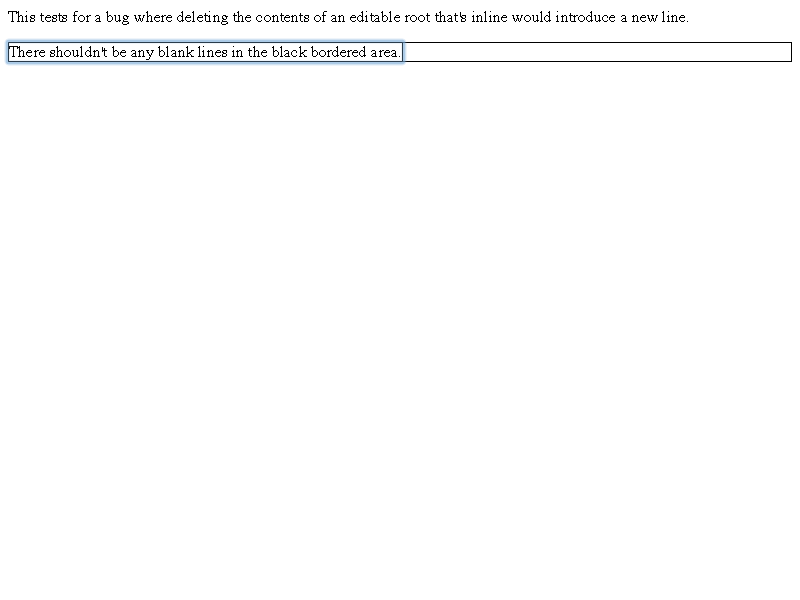 This tests for a bug where deleting the contents of an editable root that's inline would introduce a new line.
There shouldn't be any blank lines in the black bordered area.